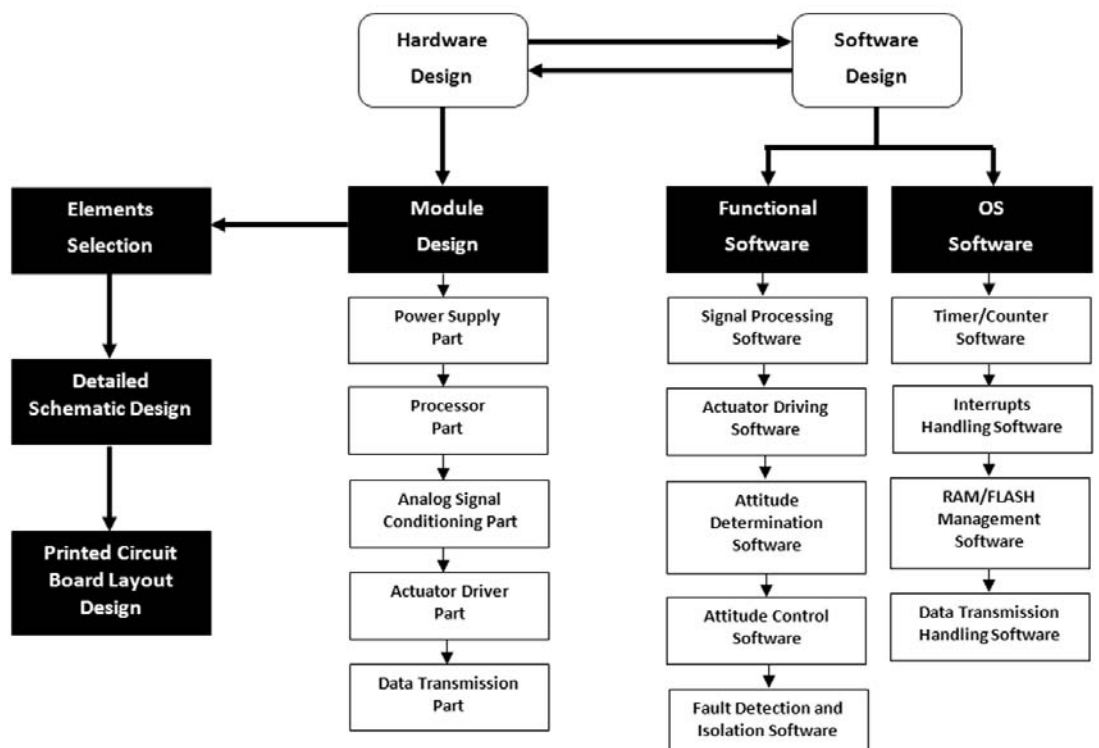 Hardware
Design
Software
Design
Elements
Selection
Module
Design
Functional
Software
OS
Software
Power Supply
Part
Signal Processing
Software
Timer/Counter
Software
Detailed
Schematic Design
Processor
Part
Actuator Driving
Software
Interrupts
Handling Software
Analog Signal
Conditioning Part
Attitude
Determination
Software
RAM/FLASH
Management
Software
Printed Circuit
Board Layout
Design
Actuator Driver
Part
Attitude Control
Software
Data Transmission
Handling Software
Data Transmission
Part
Fault Detection and
Isolation Software